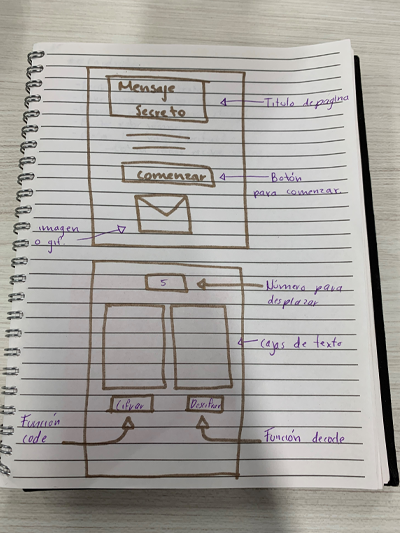 Mensaje
Secreto
Titulo de pagina
Comenzar
Botón
para comenzar.
imagen
o gif.
5
Número para
desplazar
cajas de texto
Cifrar
Descifrar
Función
code
Función decode